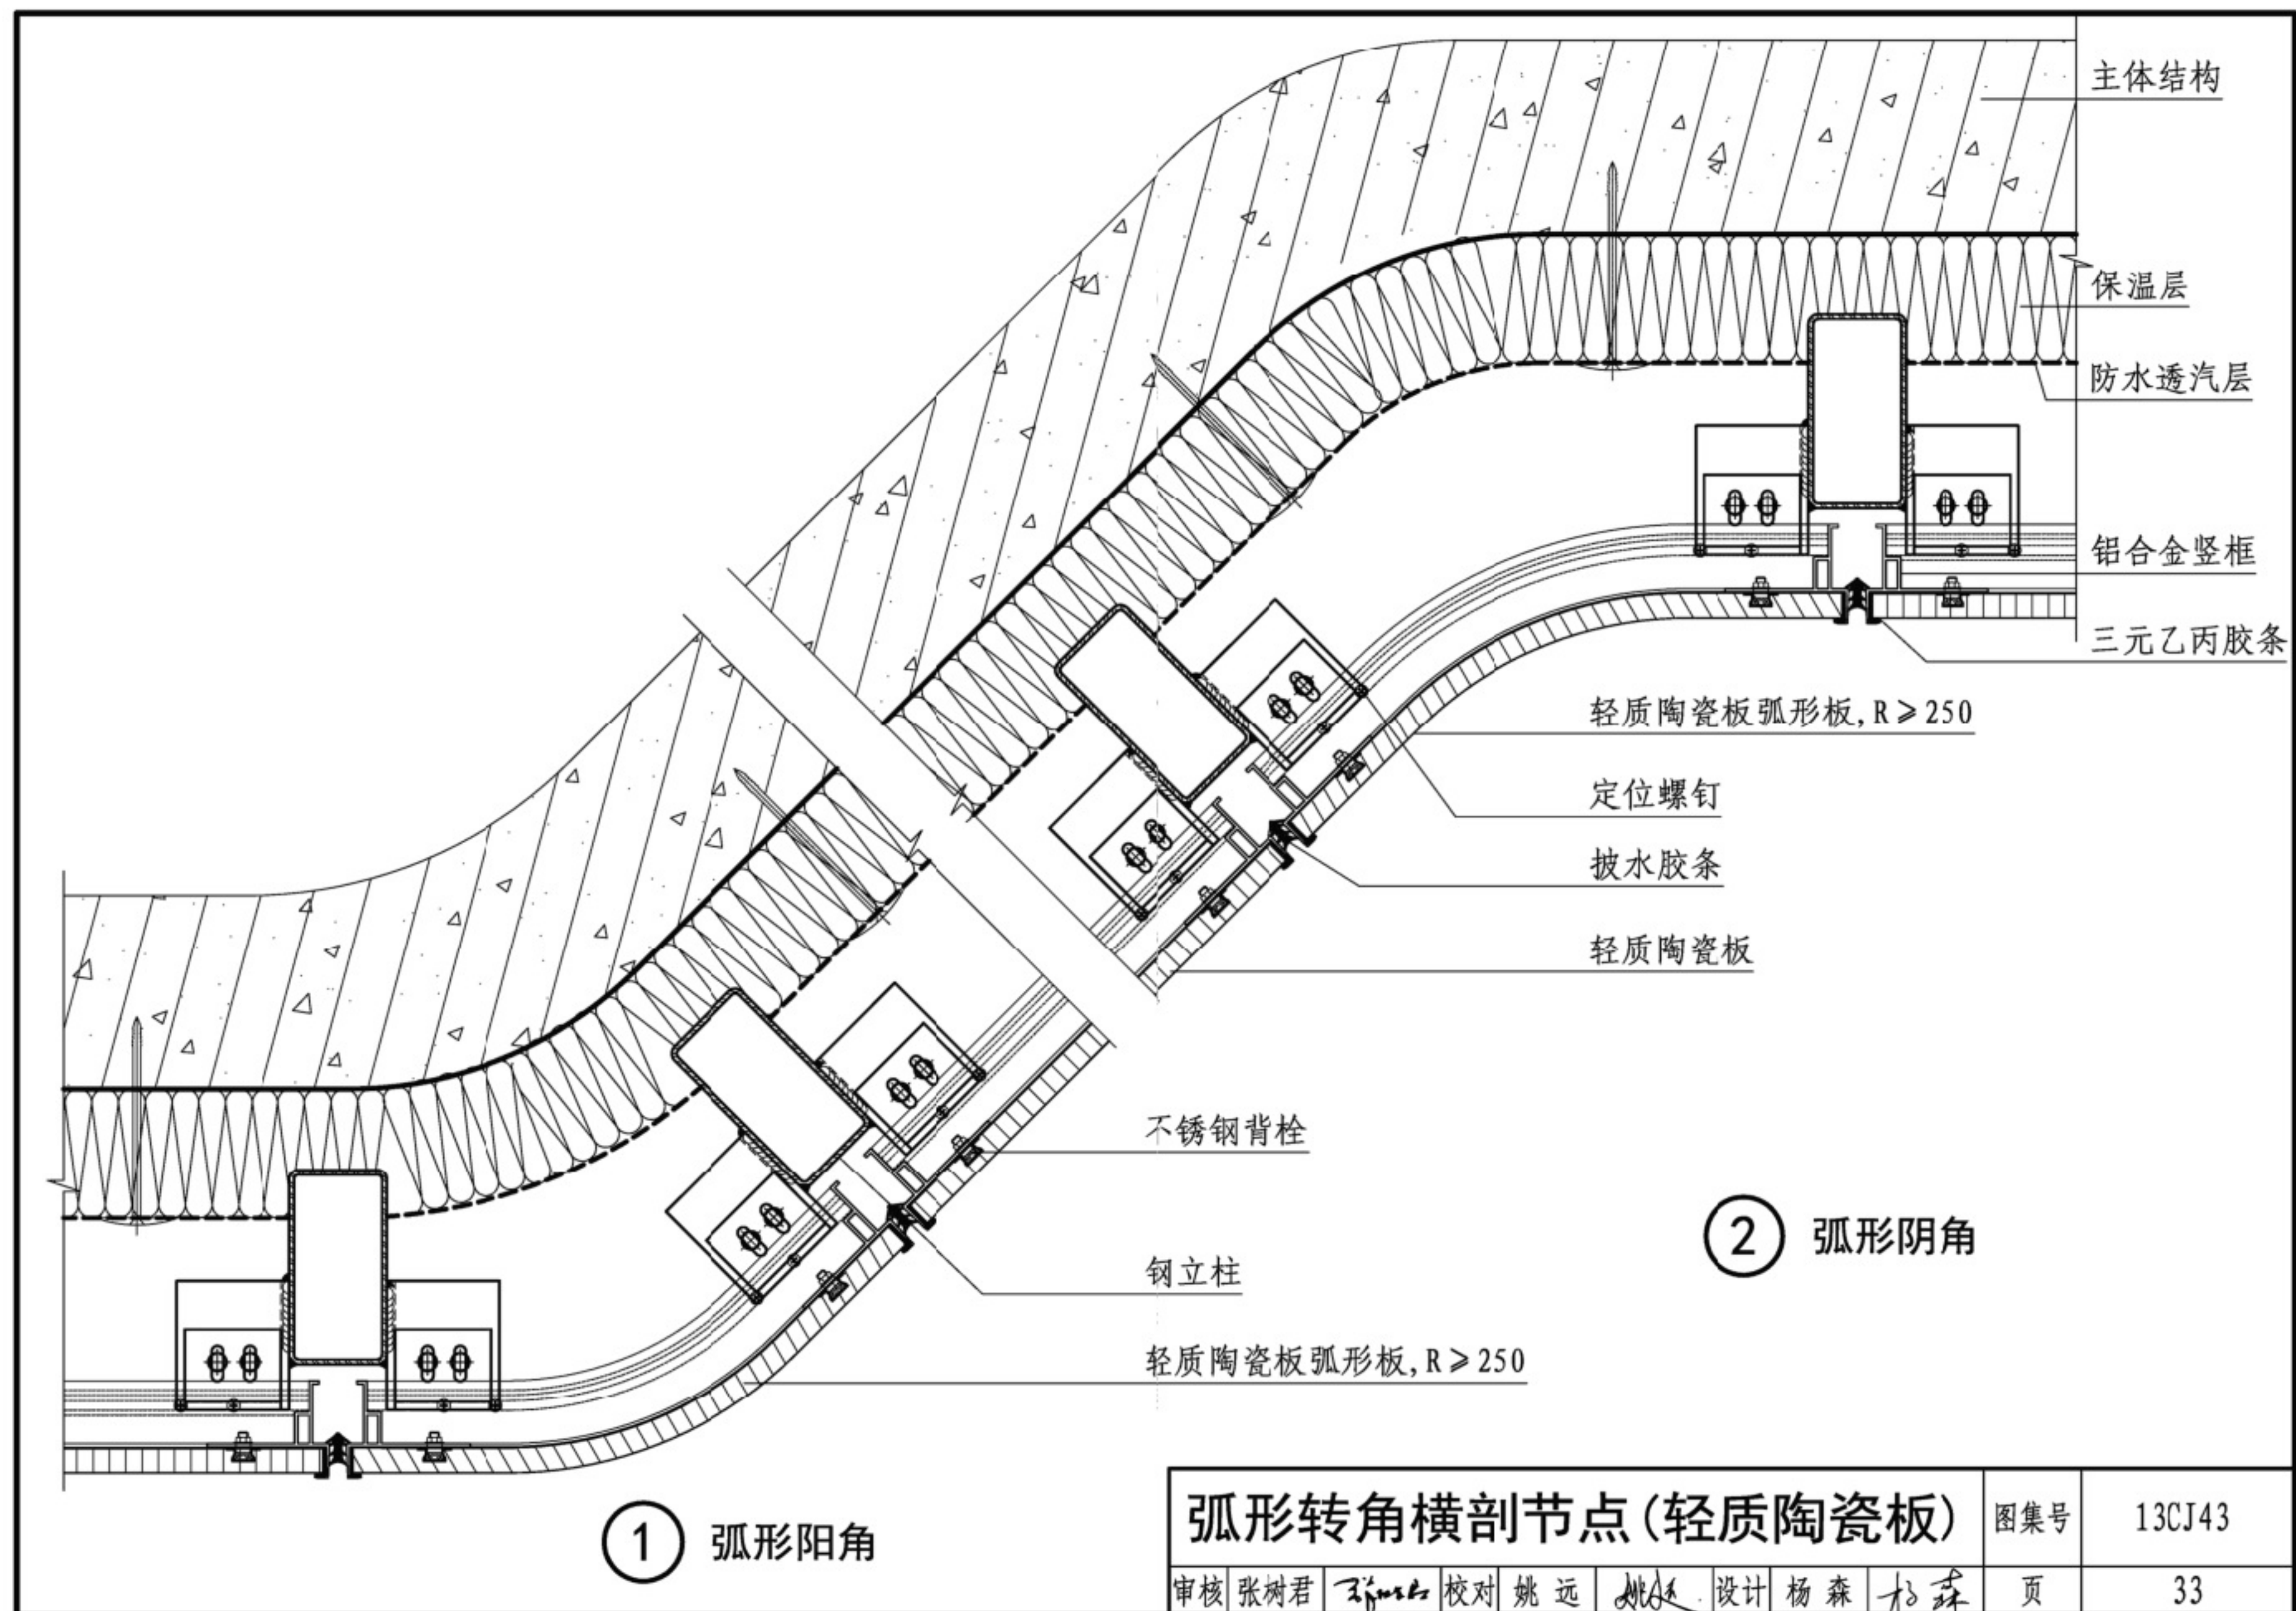 主体结构
保温层
防水透汽层
铝合金竖框
三元乙丙胶条
轻质陶瓷板弧形板,R≥250
定位螺钉
披水胶条
轻质陶瓷板
不锈钢背栓
② 弧形阴角
钢立柱
轻质陶瓷板弧形板,R≥250
① 弧形阳角
弧形转角横剖节点(轻质陶瓷板) 图集号 13CJ43
审核 张树君 校对 姚远 姚远 设计 杨森 杨森 页 33